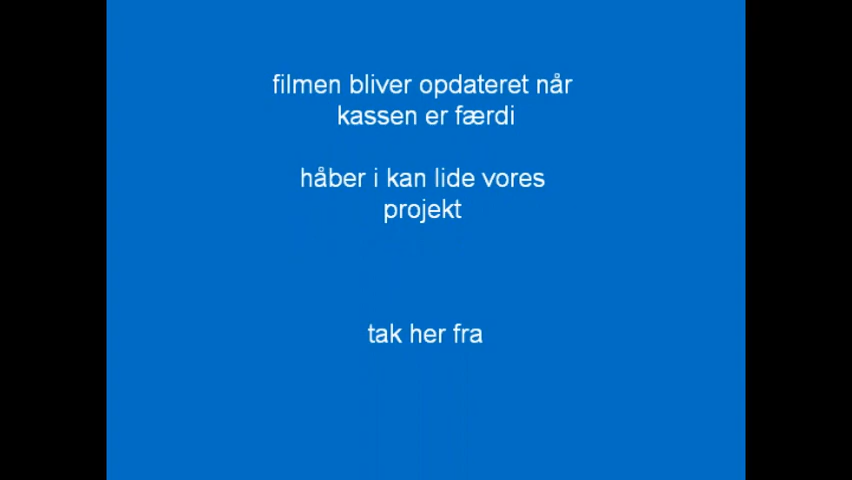 filmen bliver opdateret når
kassen er færdi
håber i kan lide vores
projekt
tak her fra